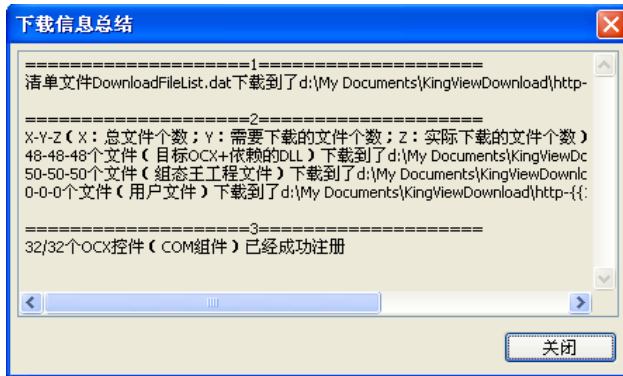 下载信息总结
====================1====================
清单文件DownloadFileList.dat下载到了d:\My Documents\KingViewDownload\http-
====================2====================
X-Y-Z（X：总文件个数；Y：需要下载的文件个数；Z：实际下载的文件个数）
48-48-48个文件（目标OCX+依赖的DLL）下载到了d:\My Documents\KingViewDc
50-50-50个文件（组态王工程文件）下载到了d:\My Documents\KingViewDownlc
0-0-0个文件（用户文件）下载到了d:\My Documents\KingViewDownload\http-{{:
====================3====================
32/32个OCX控件（COM组件）已经成功注册
关闭